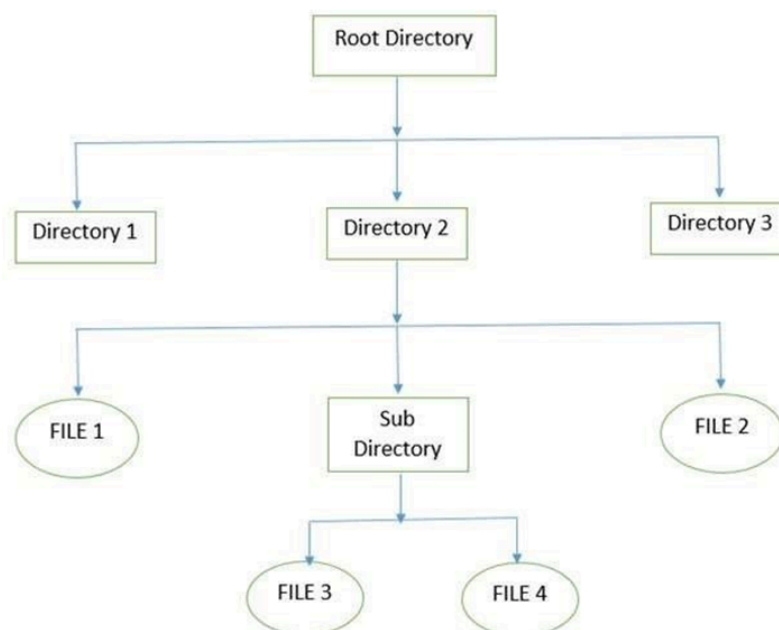 Root Directory
Directory 1
Directory 2
Directory 3
FILE 1
Sub
Directory
FILE 2
FILE 3
FILE 4